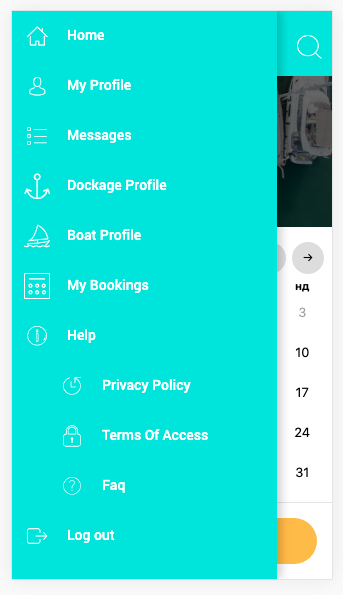 Home
My Profile
Messages
Dockage Profile
Boat Profile
My Bookings
Help
Privacy Policy
Terms Of Access
Faq
Log out
нд
3
10
17
24
31